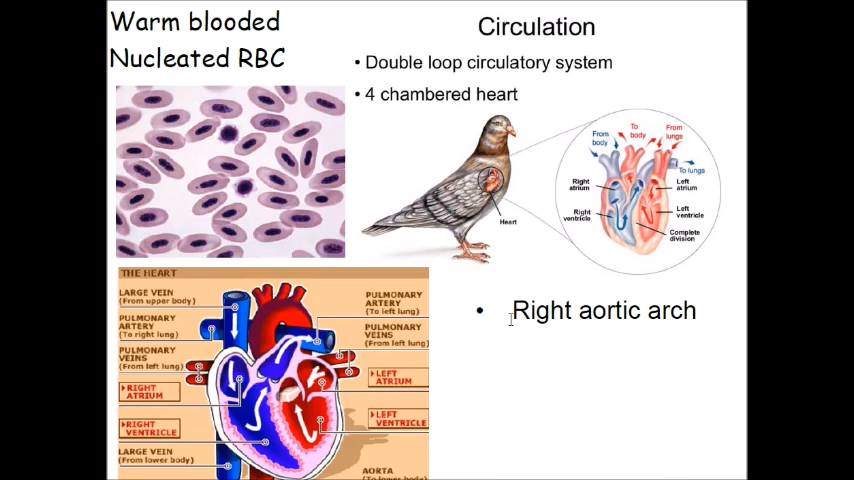 Warm blooded
Nucleated RBC
Circulation
• Double loop circulatory system
• 4 chambered heart
From body
To body
From lungs
To lungs
Right atrium
Left atrium
Right ventricle
Left ventricle
Complete division
Heart
THE HEART
LARGE VEIN
(From upper body)
PULMONARY
ARTERY
(To right lung)
PULMONARY
VEINS
(From left lung)
RIGHT
ATRIUM
RIGHT
VENTRICLE
LARGE VEIN
(From lower body)
PULMONARY
ARTERY
(To left lung)
PULMONARY
VEINS
(From left lung)
LEFT
ATRIUM
LEFT
VENTRICLE
AORTA
(To lower body)
• Right aortic arch